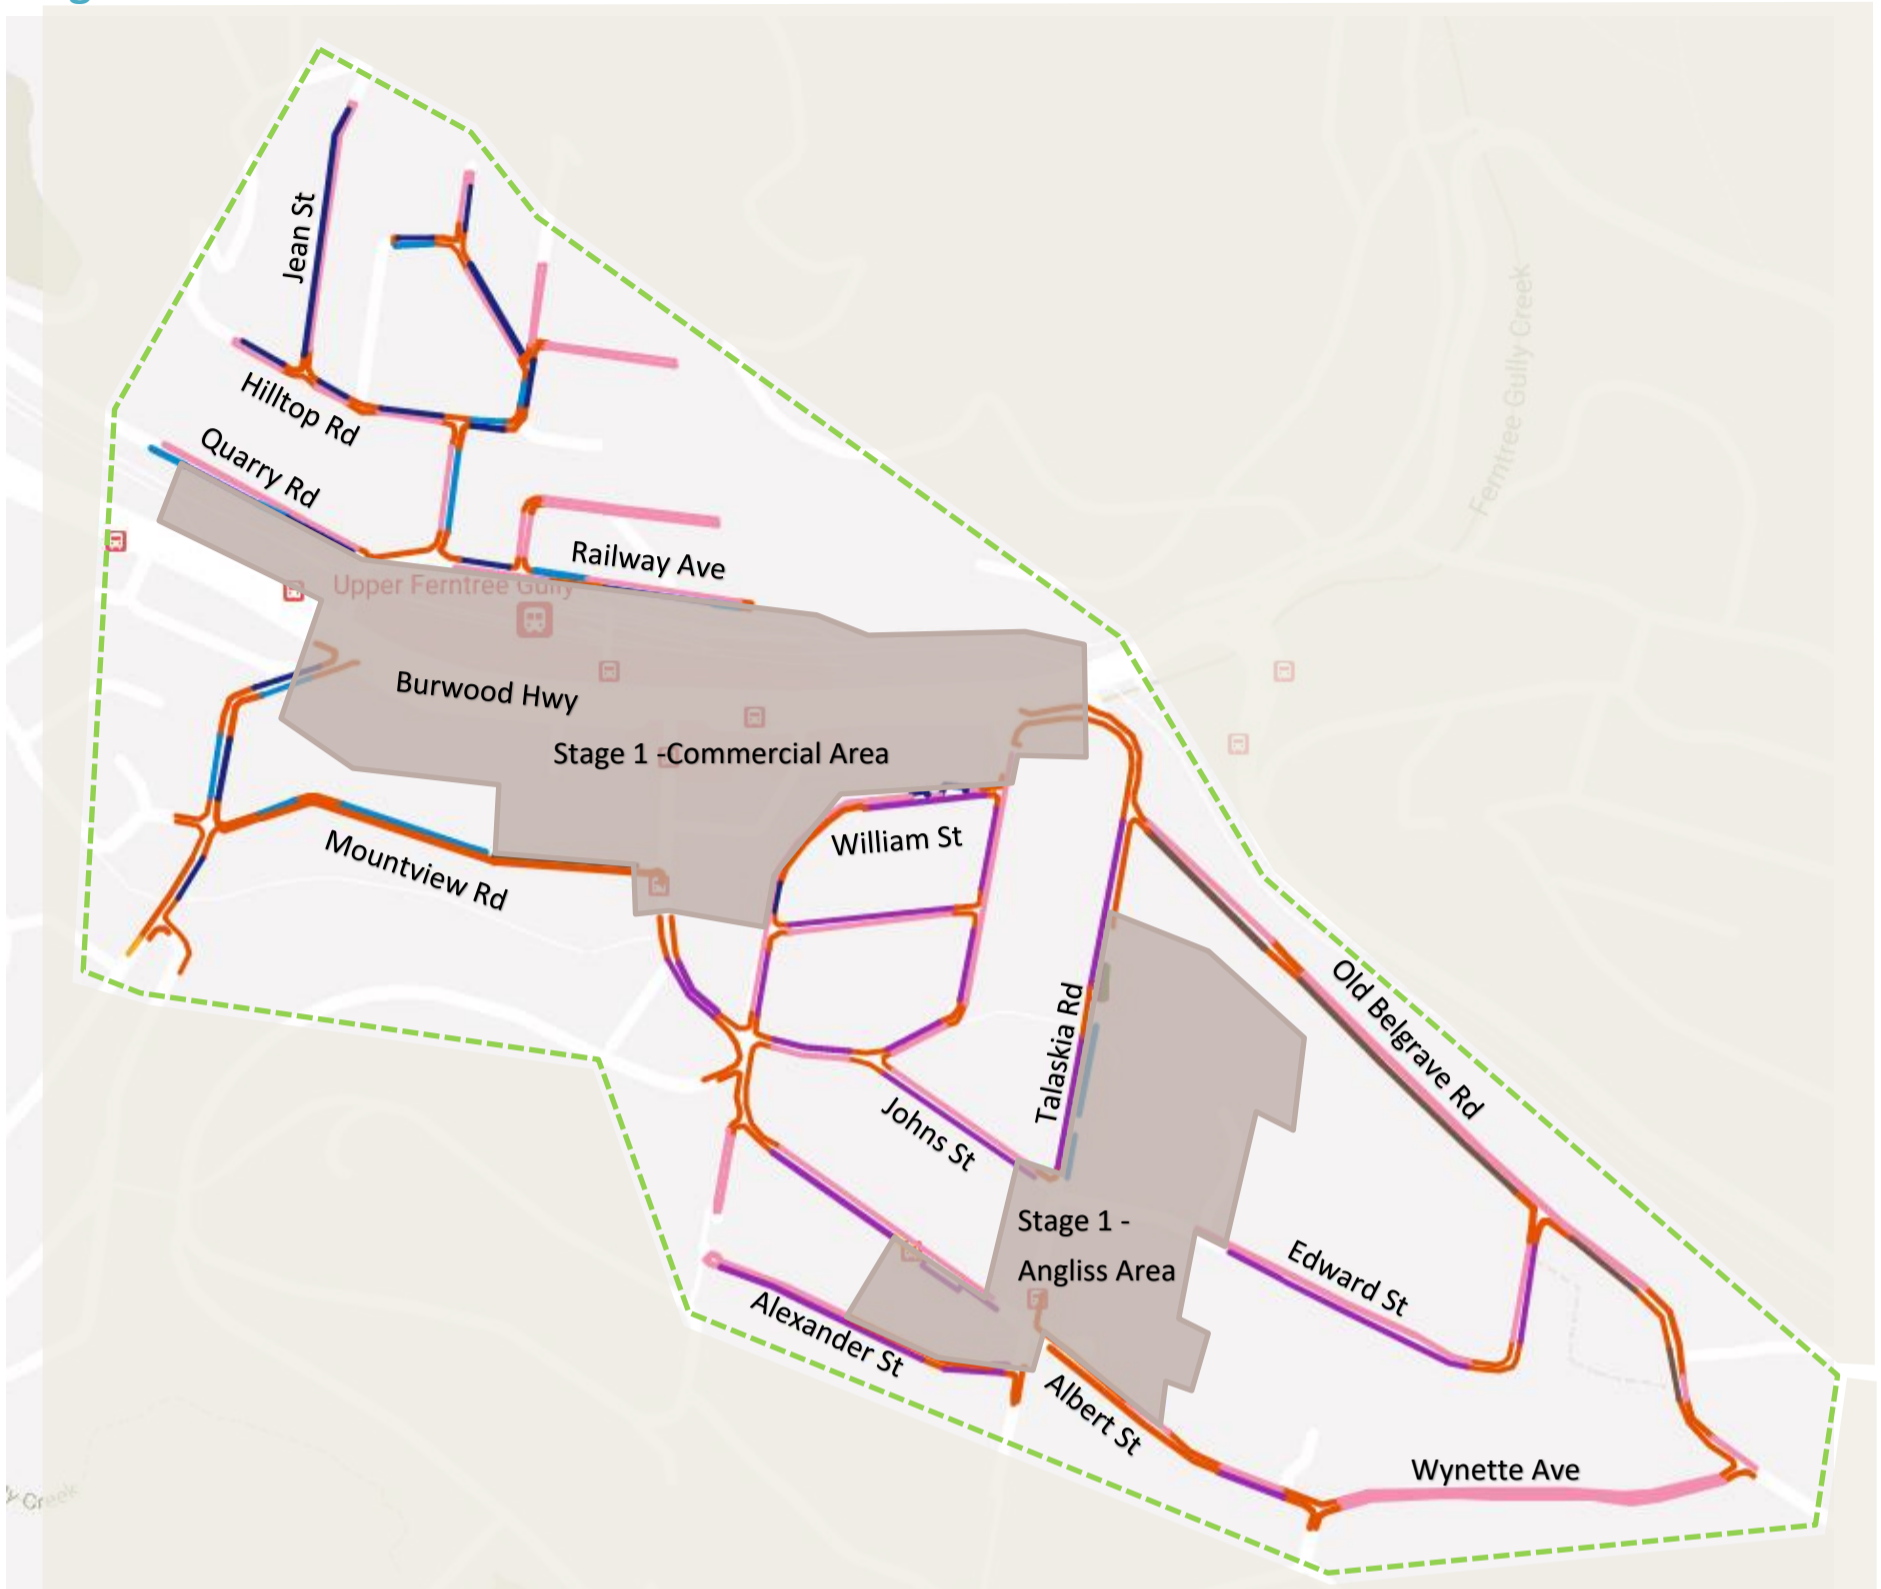 Jean St
Hilltop Rd
Quarry Rd
Railway Ave
Upper Ferntree Gully
Ferntree Gully Creek
Burwood Hwy
Stage 1 -Commercial Area
William St
Mountview Rd
Old Belgrave Rd
Talaskia Rd
Johns St
Stage 1 -
Angliss Area
Edward St
Alexander St
Albert St
Wynette Ave
Creek